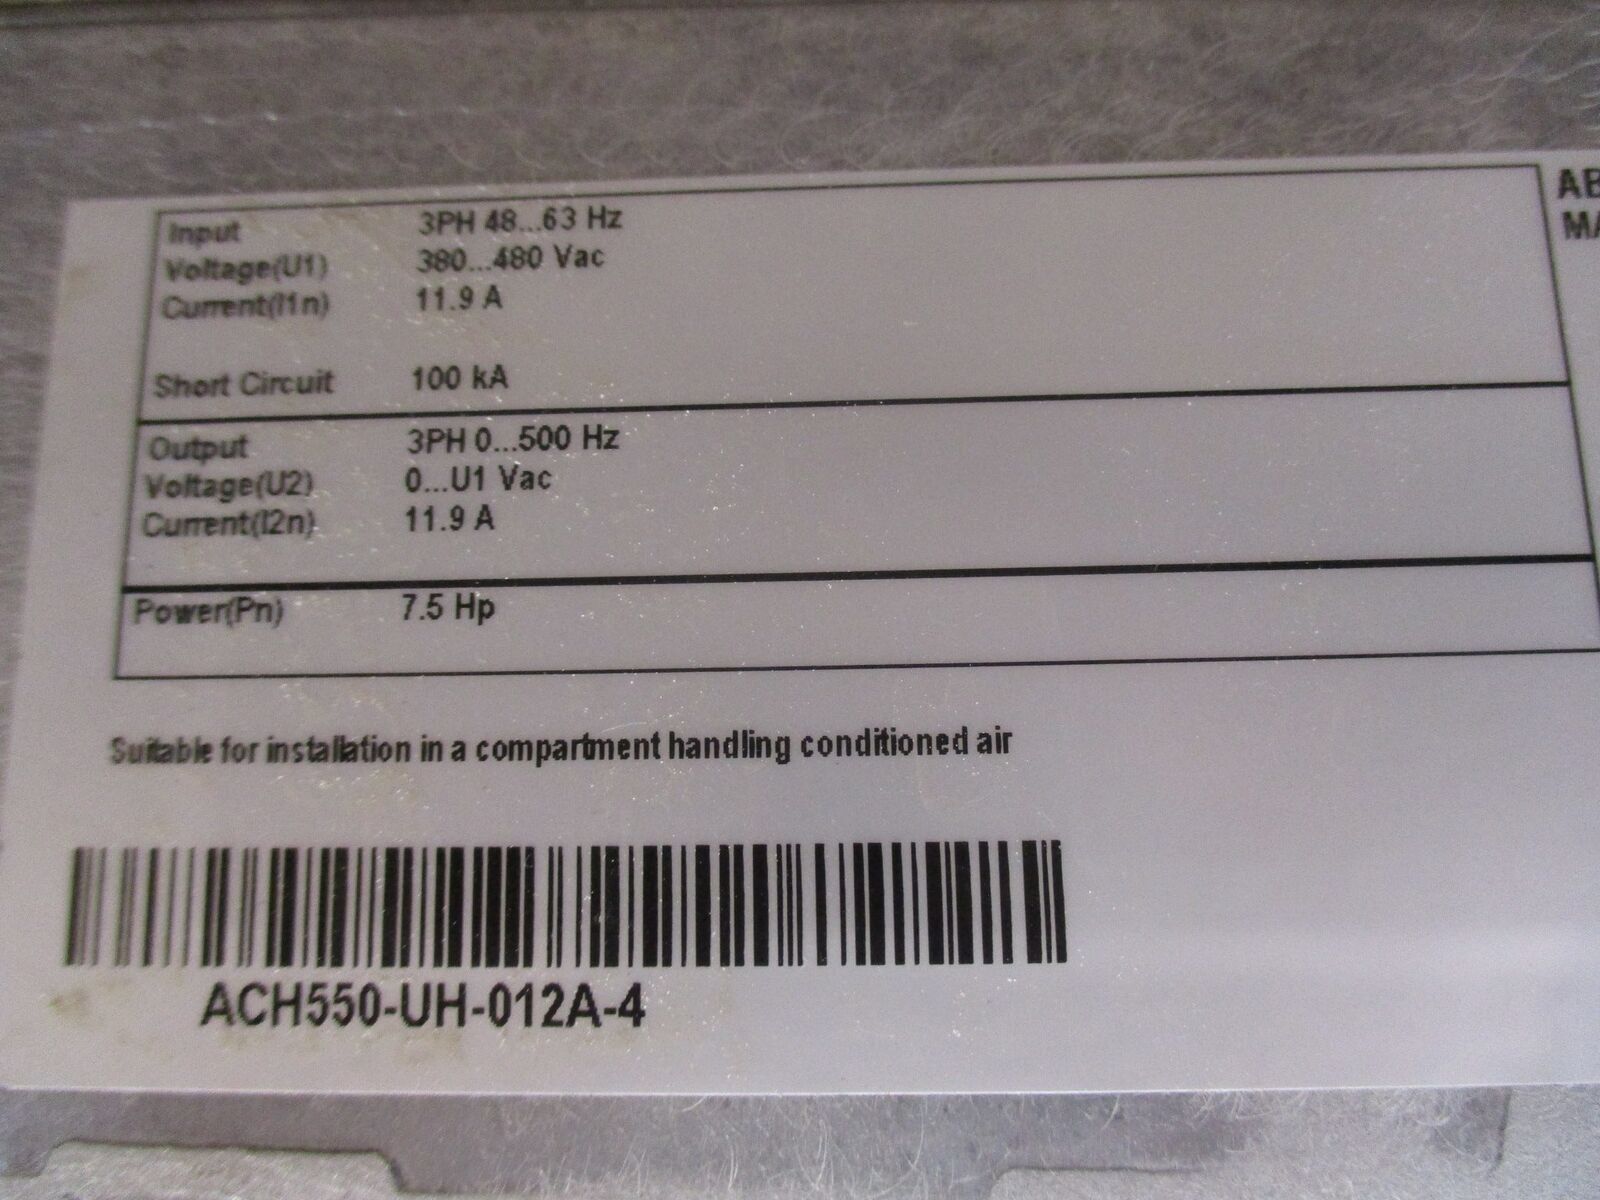 Input 3PH 48...63 Hz
Voltage(U1) 380...480 Vac
Current(I1n) 11.9 A
Short Circuit 100 kA
Output 3PH 0...500 Hz
Voltage(U2) 0...U1 Vac
Current(I2n) 11.9 A
Power(Pn) 7.5 Hp
Suitable for installation in a compartment handling conditioned air
ACH550-UH-012A-4